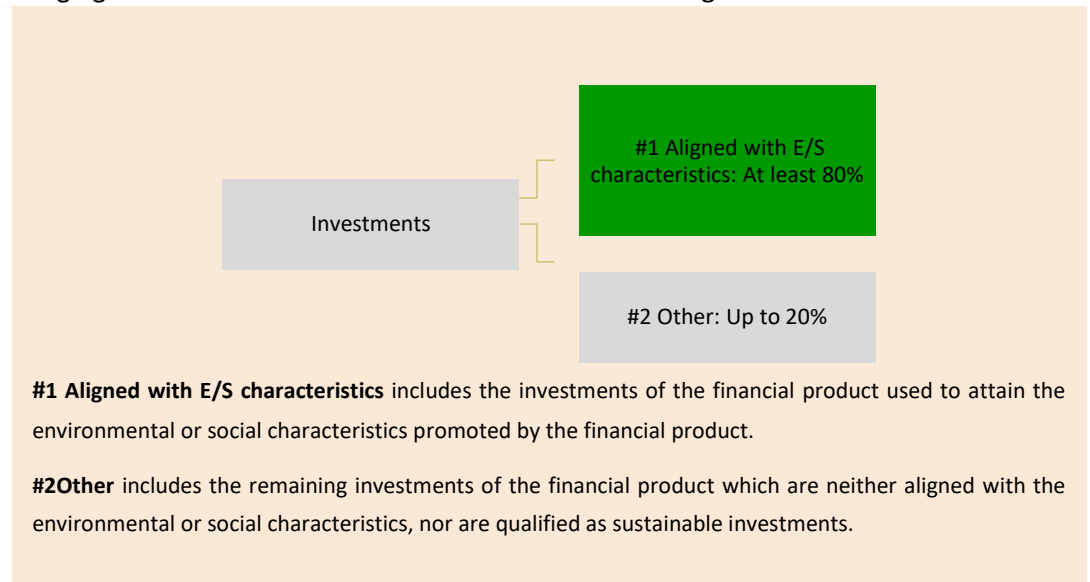 #1 Aligned with E/S
characteristics: At least 80%
Investments
#2 Other: Up to 20%
#1 Aligned with E/S characteristics includes the investments of the financial product used to attain the
environmental or social characteristics promoted by the financial product.
#2Other includes the remaining investments of the financial product which are neither aligned with the
environmental or social characteristics, nor are qualified as sustainable investments.